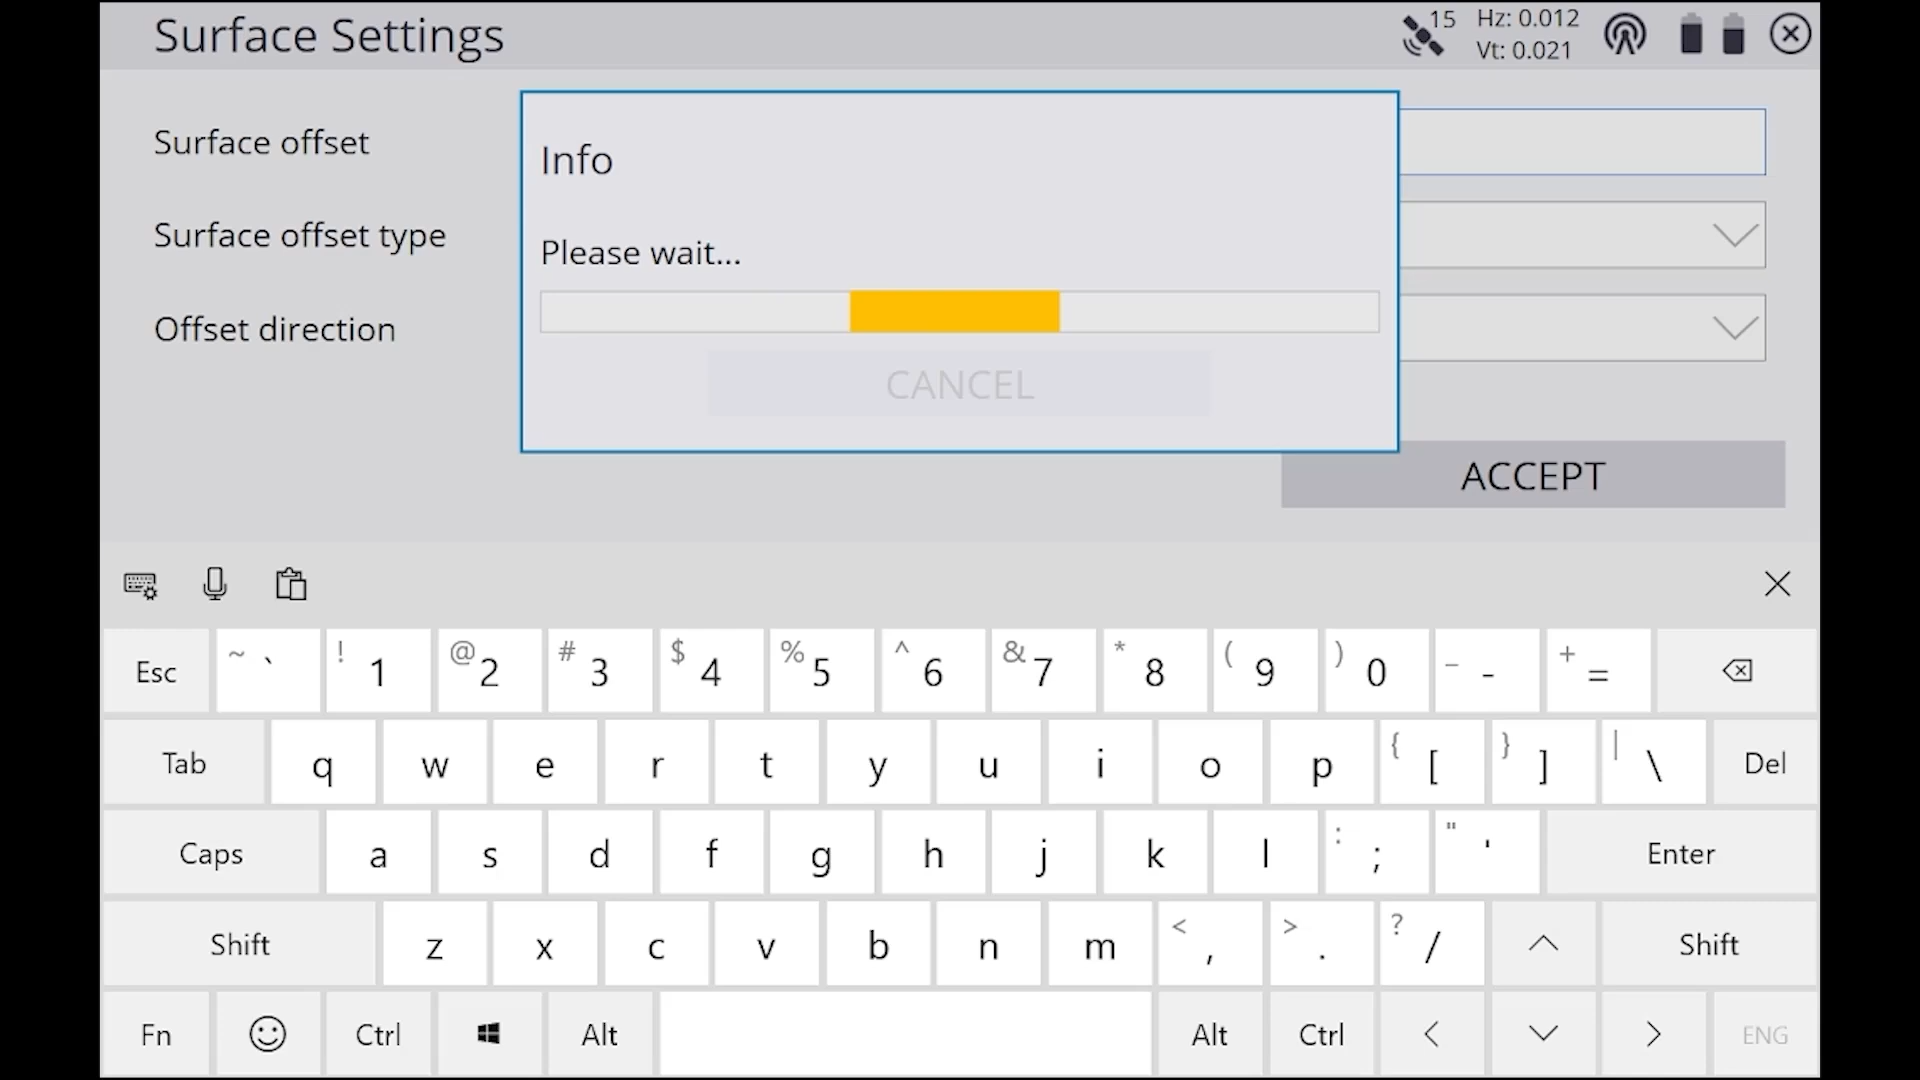 Surface Settings
15
Hz: 0.012
Vt: 0.021
Surface offset
Surface offset type
Offset direction
Info
Please wait...
CANCEL
ACCEPT
Esc ~ ` ! 1 @ 2 # 3 $ 4 % 5 ^ 6 & 7 * 8 ( 9 ) 0 _ - + =
Tab q w e r t y u i o p { [ } ] | \ Del
Caps a s d f g h j k l : ; " ' Enter
Shift z x c v b n m < , > . ? / Shift
Fn Ctrl Alt Alt Ctrl ENG